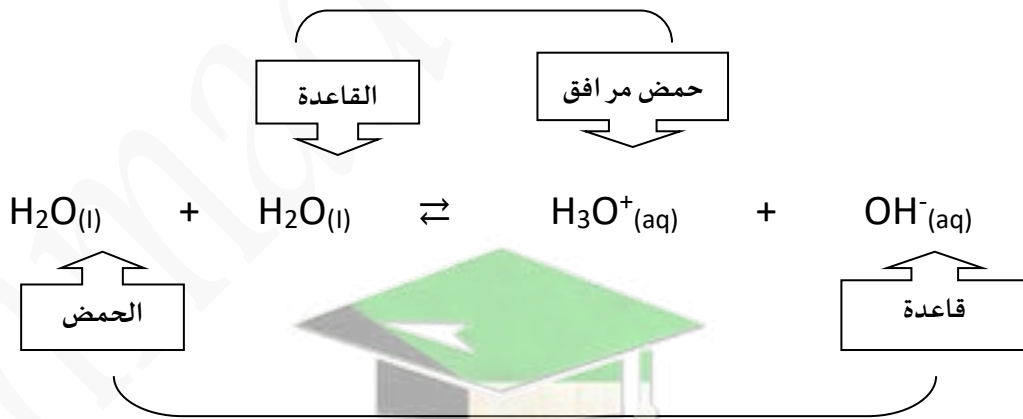 القاعدة حمض مرافق
H₂O(l) + H₂O(l) ⇄ H₃O⁺(aq) + OH⁻(aq)
الحمض قاعدة